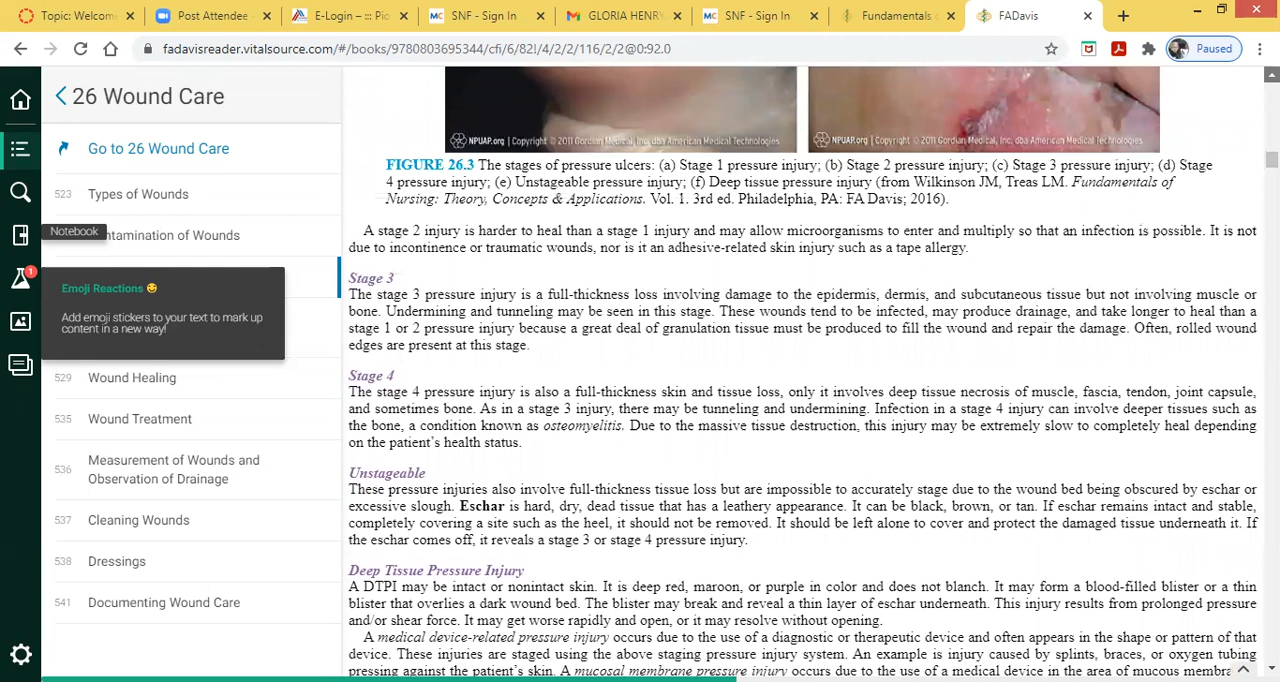 Topic: Welcome
Post Attendee -
E-Login – ::: Pio
SNF - Sign In
GLORIA HENRY
SNF - Sign In
Fundamentals o
FADavis
fadavisreader.vitalsource.com/#/books/9780803695344/cfi/6/82!/4/2/2/116/2/2@0:92.0
Paused
26 Wound Care
Go to 26 Wound Care
523 Types of Wounds
Notebook
ntamination of Wounds
1
Emoji Reactions 😄
Add emoji stickers to your text to mark up
content in a new way!
529 Wound Healing
535 Wound Treatment
536 Measurement of Wounds and
Observation of Drainage
537 Cleaning Wounds
538 Dressings
541 Documenting Wound Care
NPUAP.org | Copyright © 2011 Gordian Medical, Inc. dba American Medical Technologies.
NPUAP.org | Copyright © 2011 Gordian Medical, Inc. dba American Medical Technologies.
FIGURE 26.3 The stages of pressure ulcers: (a) Stage 1 pressure injury; (b) Stage 2 pressure injury; (c) Stage 3 pressure injury; (d) Stage
4 pressure injury; (e) Unstageable pressure injury; (f) Deep tissue pressure injury (from Wilkinson JM, Treas LM. Fundamentals of
Nursing: Theory, Concepts & Applications. Vol. 1. 3rd ed. Philadelphia, PA: FA Davis; 2016).
A stage 2 injury is harder to heal than a stage 1 injury and may allow microorganisms to enter and multiply so that an infection is possible. It is not
due to incontinence or traumatic wounds, nor is it an adhesive-related skin injury such as a tape allergy.
Stage 3
The stage 3 pressure injury is a full-thickness loss involving damage to the epidermis, dermis, and subcutaneous tissue but not involving muscle or
bone. Undermining and tunneling may be seen in this stage. These wounds tend to be infected, may produce drainage, and take longer to heal than a
stage 1 or 2 pressure injury because a great deal of granulation tissue must be produced to fill the wound and repair the damage. Often, rolled wound
edges are present at this stage.
Stage 4
The stage 4 pressure injury is also a full-thickness skin and tissue loss, only it involves deep tissue necrosis of muscle, fascia, tendon, joint capsule,
and sometimes bone. As in a stage 3 injury, there may be tunneling and undermining. Infection in a stage 4 injury can involve deeper tissues such as
the bone, a condition known as osteomyelitis. Due to the massive tissue destruction, this injury may be extremely slow to completely heal depending
on the patient's health status.
Unstageable
These pressure injuries also involve full-thickness tissue loss but are impossible to accurately stage due to the wound bed being obscured by eschar or
excessive slough. Eschar is hard, dry, dead tissue that has a leathery appearance. It can be black, brown, or tan. If eschar remains intact and stable,
completely covering a site such as the heel, it should not be removed. It should be left alone to cover and protect the damaged tissue underneath it. If
the eschar comes off, it reveals a stage 3 or stage 4 pressure injury.
Deep Tissue Pressure Injury
A DTPI may be intact or nonintact skin. It is deep red, maroon, or purple in color and does not blanch. It may form a blood-filled blister or a thin
blister that overlies a dark wound bed. The blister may break and reveal a thin layer of eschar underneath. This injury results from prolonged pressure
and/or shear force. It may get worse rapidly and open, or it may resolve without opening.
A medical device-related pressure injury occurs due to the use of a diagnostic or therapeutic device and often appears in the shape or pattern of that
device. These injuries are staged using the above staging pressure injury system. An example is injury caused by splints, braces, or oxygen tubing
pressing against the patient's skin. A mucosal membrane pressure injury occurs due to the use of a medical device in the area of mucous membra